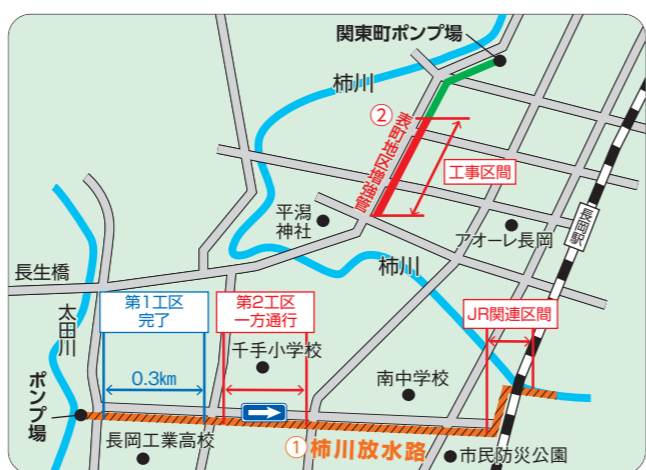 関東町ポンプ場
柿川
②
表町地区増強管
工事区間
平潟
神社
アオーレ長岡
長岡駅
柿川
長生橋
太田川
第1工区
完了
第2工区
一方通行
JR関連区間
千手小学校
0.3km
南中学校
ポンプ場
①柿川放水路
長岡工業高校
市民防災公園